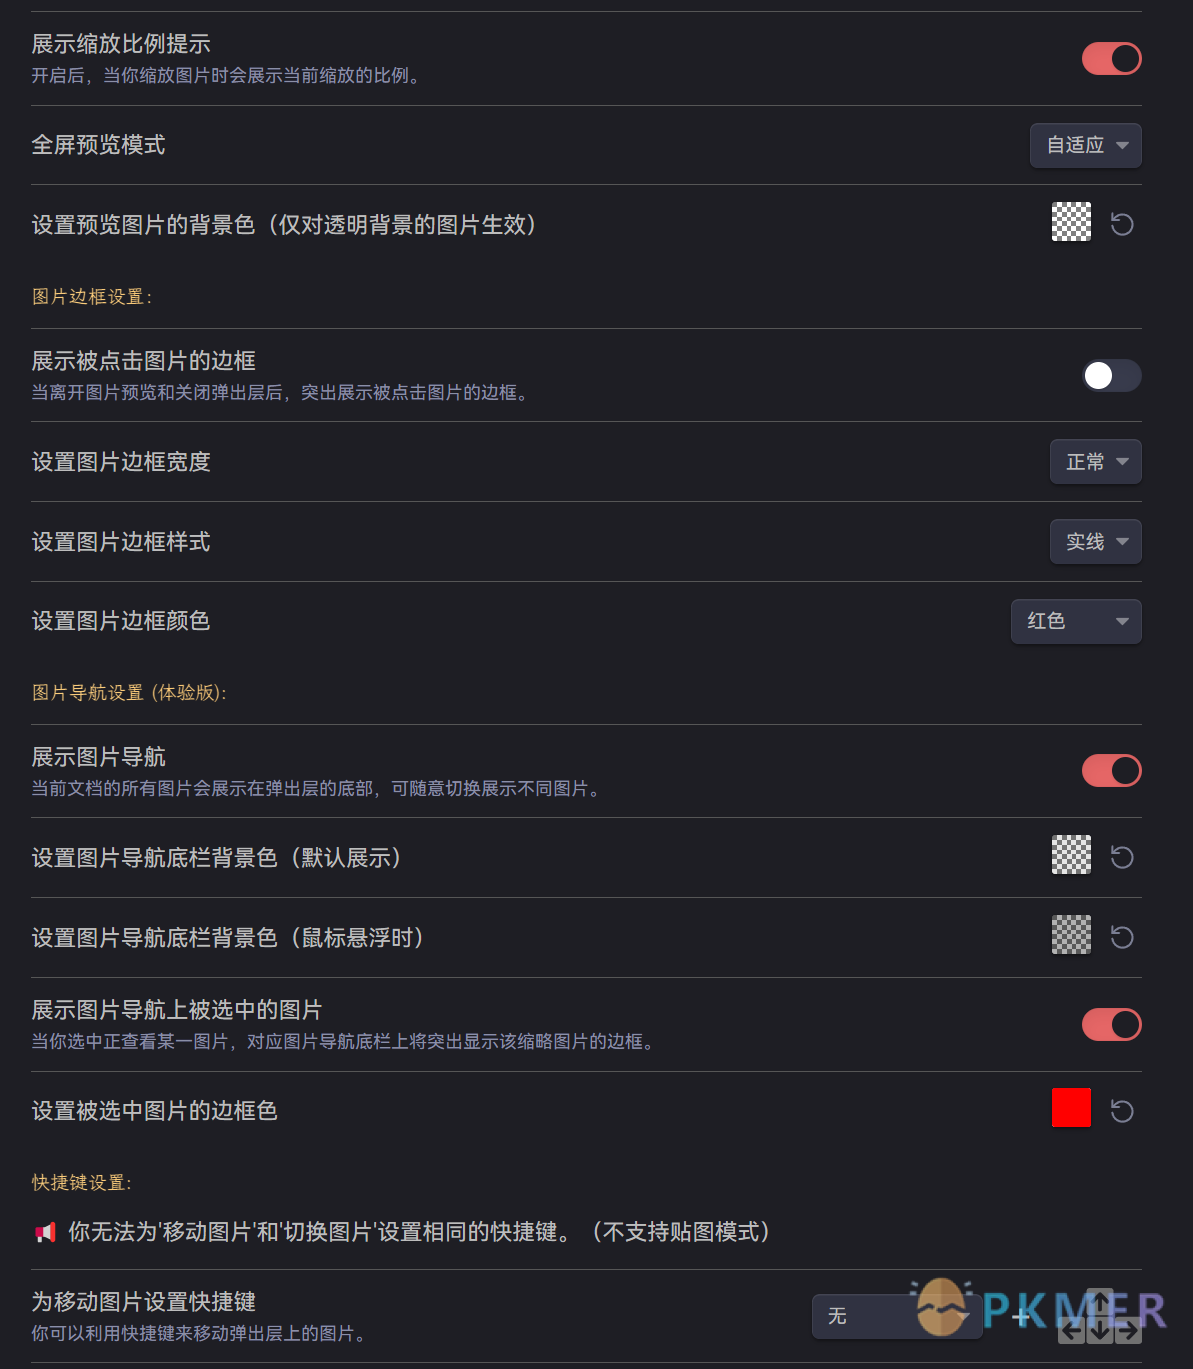 展示缩放比例提示
开启后，当你缩放图片时会展示当前缩放的比例。
全屏预览模式
自适应
设置预览图片的背景色（仅对透明背景的图片生效）
图片边框设置:
展示被点击图片的边框
当离开图片预览和关闭弹出层后，突出展示被点击图片的边框。
设置图片边框宽度
正常
设置图片边框样式
实线
设置图片边框颜色
红色
图片导航设置 (体验版):
展示图片导航
当前文档的所有图片会展示在弹出层的底部，可随意切换展示不同图片。
设置图片导航底栏背景色（默认展示）
设置图片导航底栏背景色（鼠标悬浮时）
展示图片导航上被选中的图片
当你选中正查看某一图片，对应图片导航底栏上将突出显示该缩略图片的边框。
设置被选中图片的边框色
快捷键设置:
你无法为'移动图片'和'切换图片'设置相同的快捷键。（不支持贴图模式）
为移动图片设置快捷键
你可以利用快捷键来移动弹出层上的图片。
无
+
PKMER